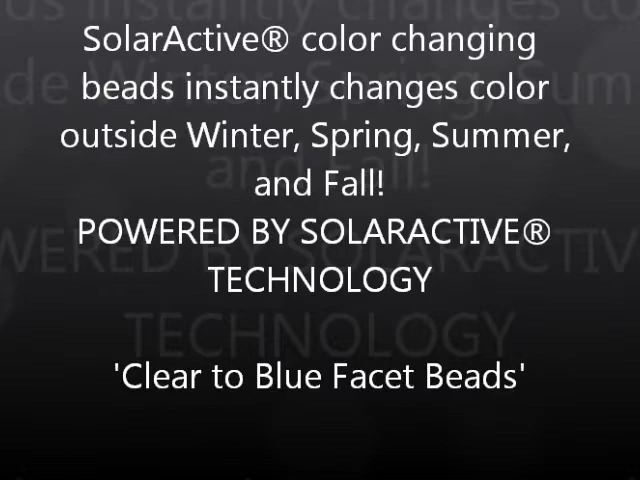 SolarActive® color changing
beads instantly changes color
outside Winter, Spring, Summer,
and Fall!
POWERED BY SOLARACTIVE®
TECHNOLOGY
'Clear to Blue Facet Beads'